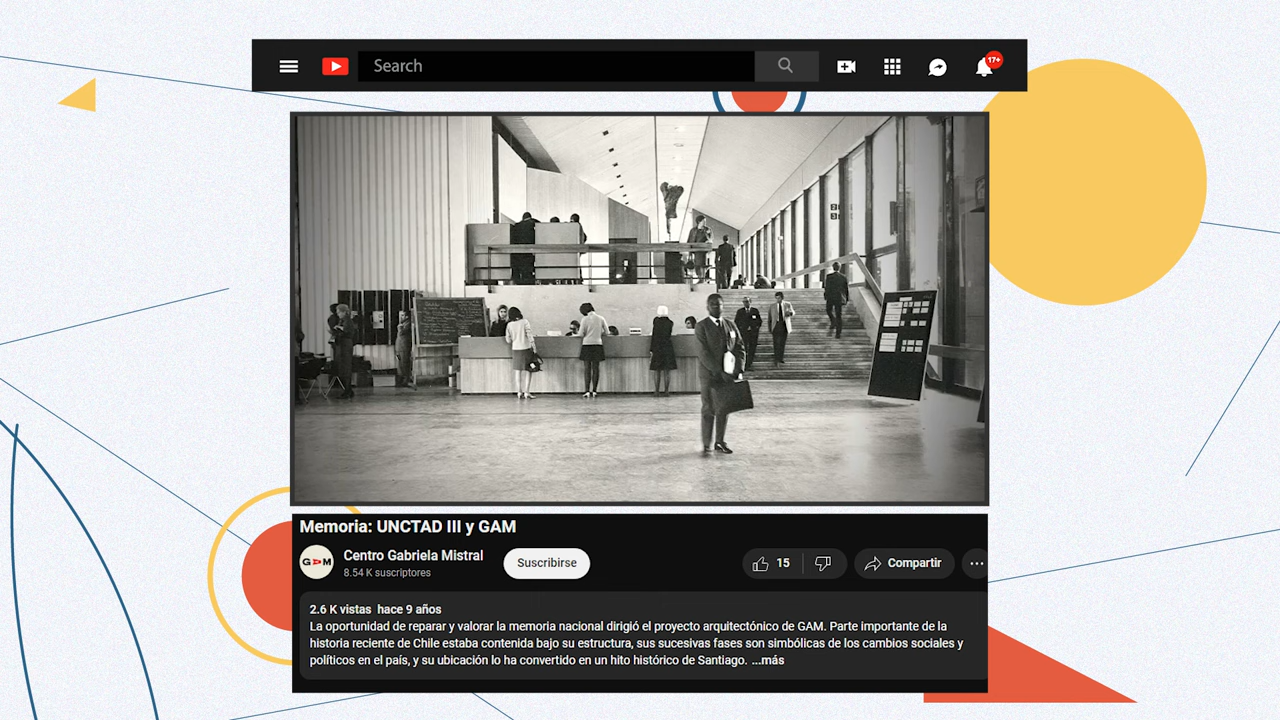 Search
17+
Memoria: UNCTAD III y GAM
GAM
Centro Gabriela Mistral
8.54 K suscriptores
Suscribirse
15
Compartir
2.6 K vistas hace 9 años
La oportunidad de reparar y valorar la memoria nacional dirigió el proyecto arquitectónico de GAM. Parte importante de la
historia reciente de Chile estaba contenida bajo su estructura, sus sucesivas fases son simbólicas de los cambios sociales y
políticos en el país, y su ubicación lo ha convertido en un hito histórico de Santiago. ...más